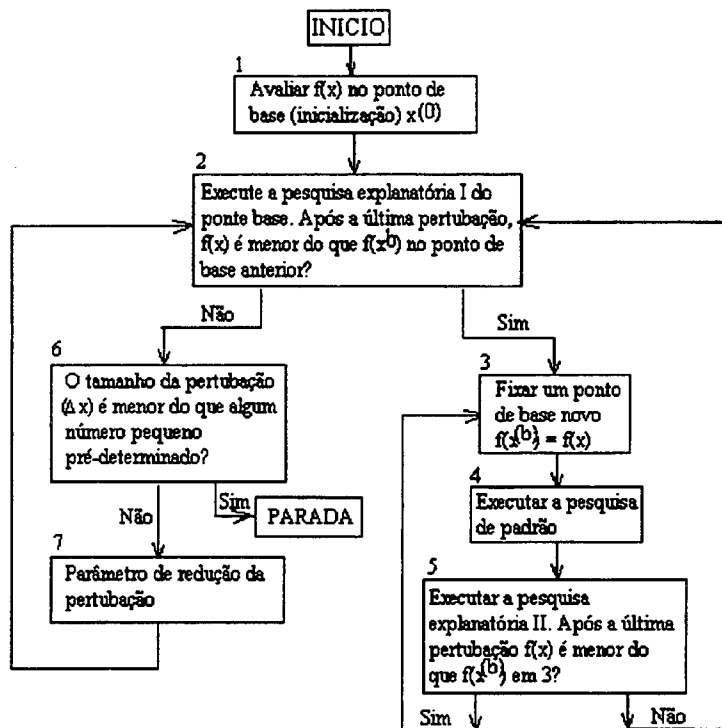 INICIO
1
Avaliar f(x) no ponto de
base (inicialização) x(0)
2
Execute a pesquisa explanatória I do
ponte base. Após a última pertubação,
f(x) é menor do que f(x^b) no ponto de
base anterior?
Não
Sim
6
O tamanho da pertubação
(Δx) é menor do que algum
número pequeno
pré-determinado?
3
Fixar um ponto
de base novo
f(x^(b)) = f(x)
Não
Sim
PARADA
4
Executar a pesquisa
de padrão
7
Parâmetro de redução da
pertubação
5
Executar a pesquisa
explanatória II. Após a última
pertubação f(x) é menor do
que f(x^(b)) em 3?
Sim
Não